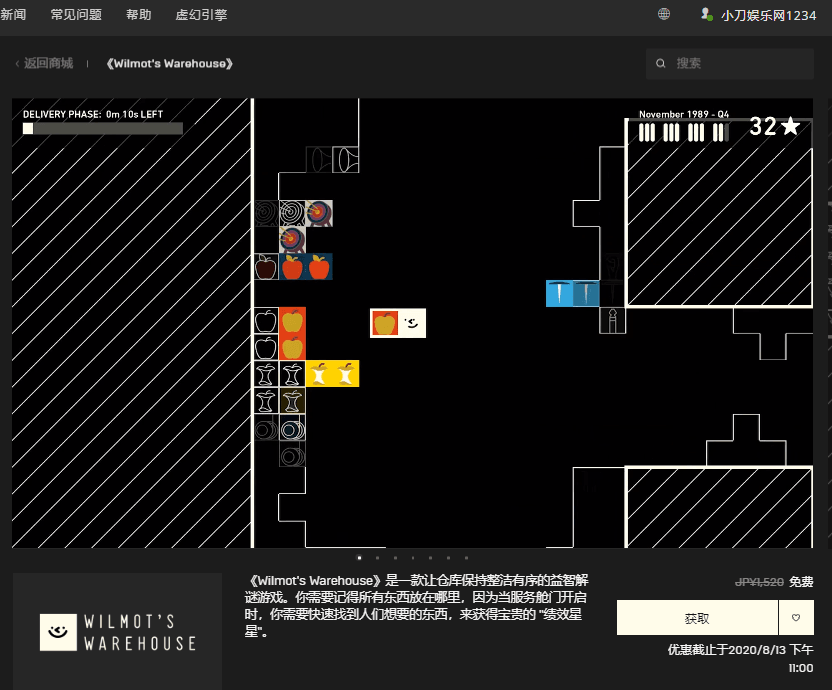 新闻 常见问题 帮助 虚幻引擎 小刀娱乐网1234
返回商城 《Wilmot's Warehouse》 搜索
DELIVERY PHASE: 0m 10s LEFT
November 1989 - Q4
32
《Wilmot's Warehouse》是一款让仓库保持整洁有序的益智解
谜游戏。你需要记得所有东西放在哪里，因为当服务舱门开启
时，你需要快速找到人们想要的东西，来获得宝贵的 "绩效星
星"。
WILMOT'S
WAREHOUSE
JPY1,520 免费
获取
优惠截止于2020/8/13 下午
11:00